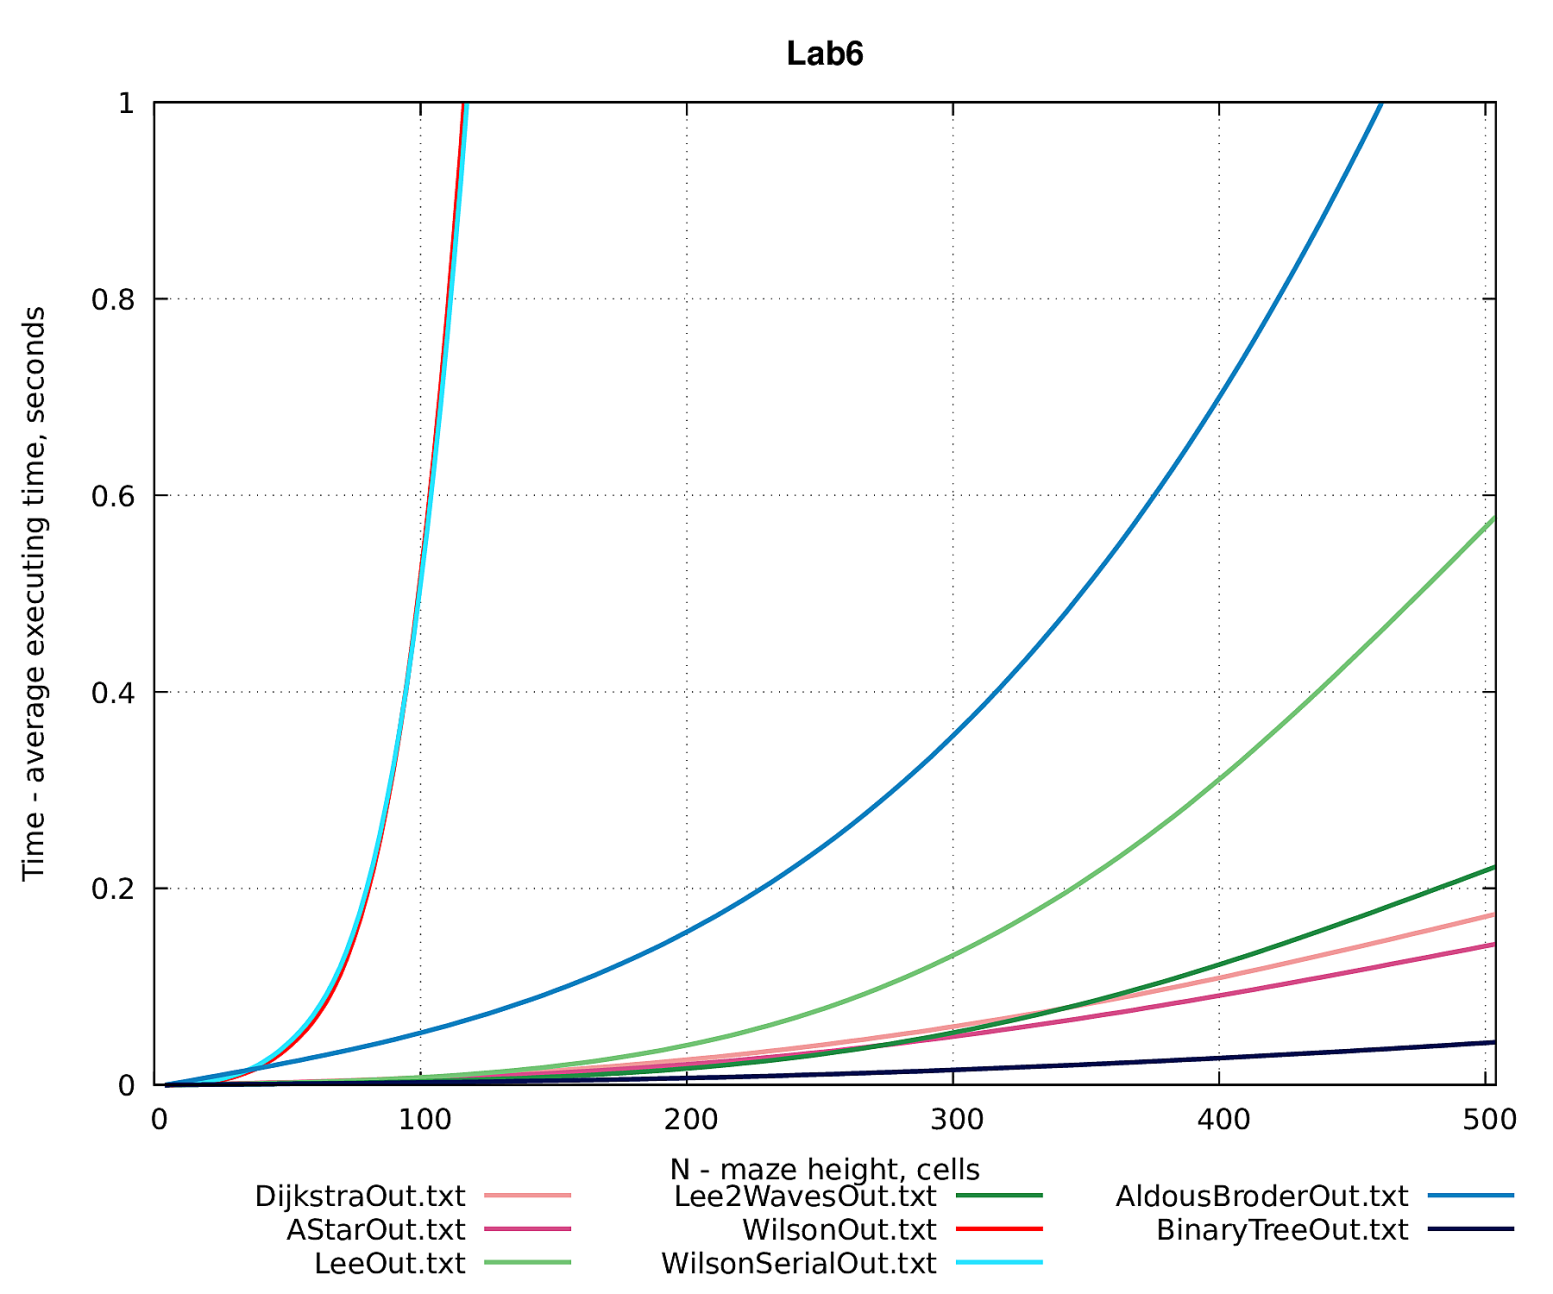 Lab6
1
0.8
0.6
0.4
0.2
0
Time - average executing time, seconds
0 100 200 300 400 500
N - maze height, cells
DijkstraOut.txt Lee2WavesOut.txt AldousBroderOut.txt
AStarOut.txt WilsonOut.txt BinaryTreeOut.txt
LeeOut.txt WilsonSerialOut.txt